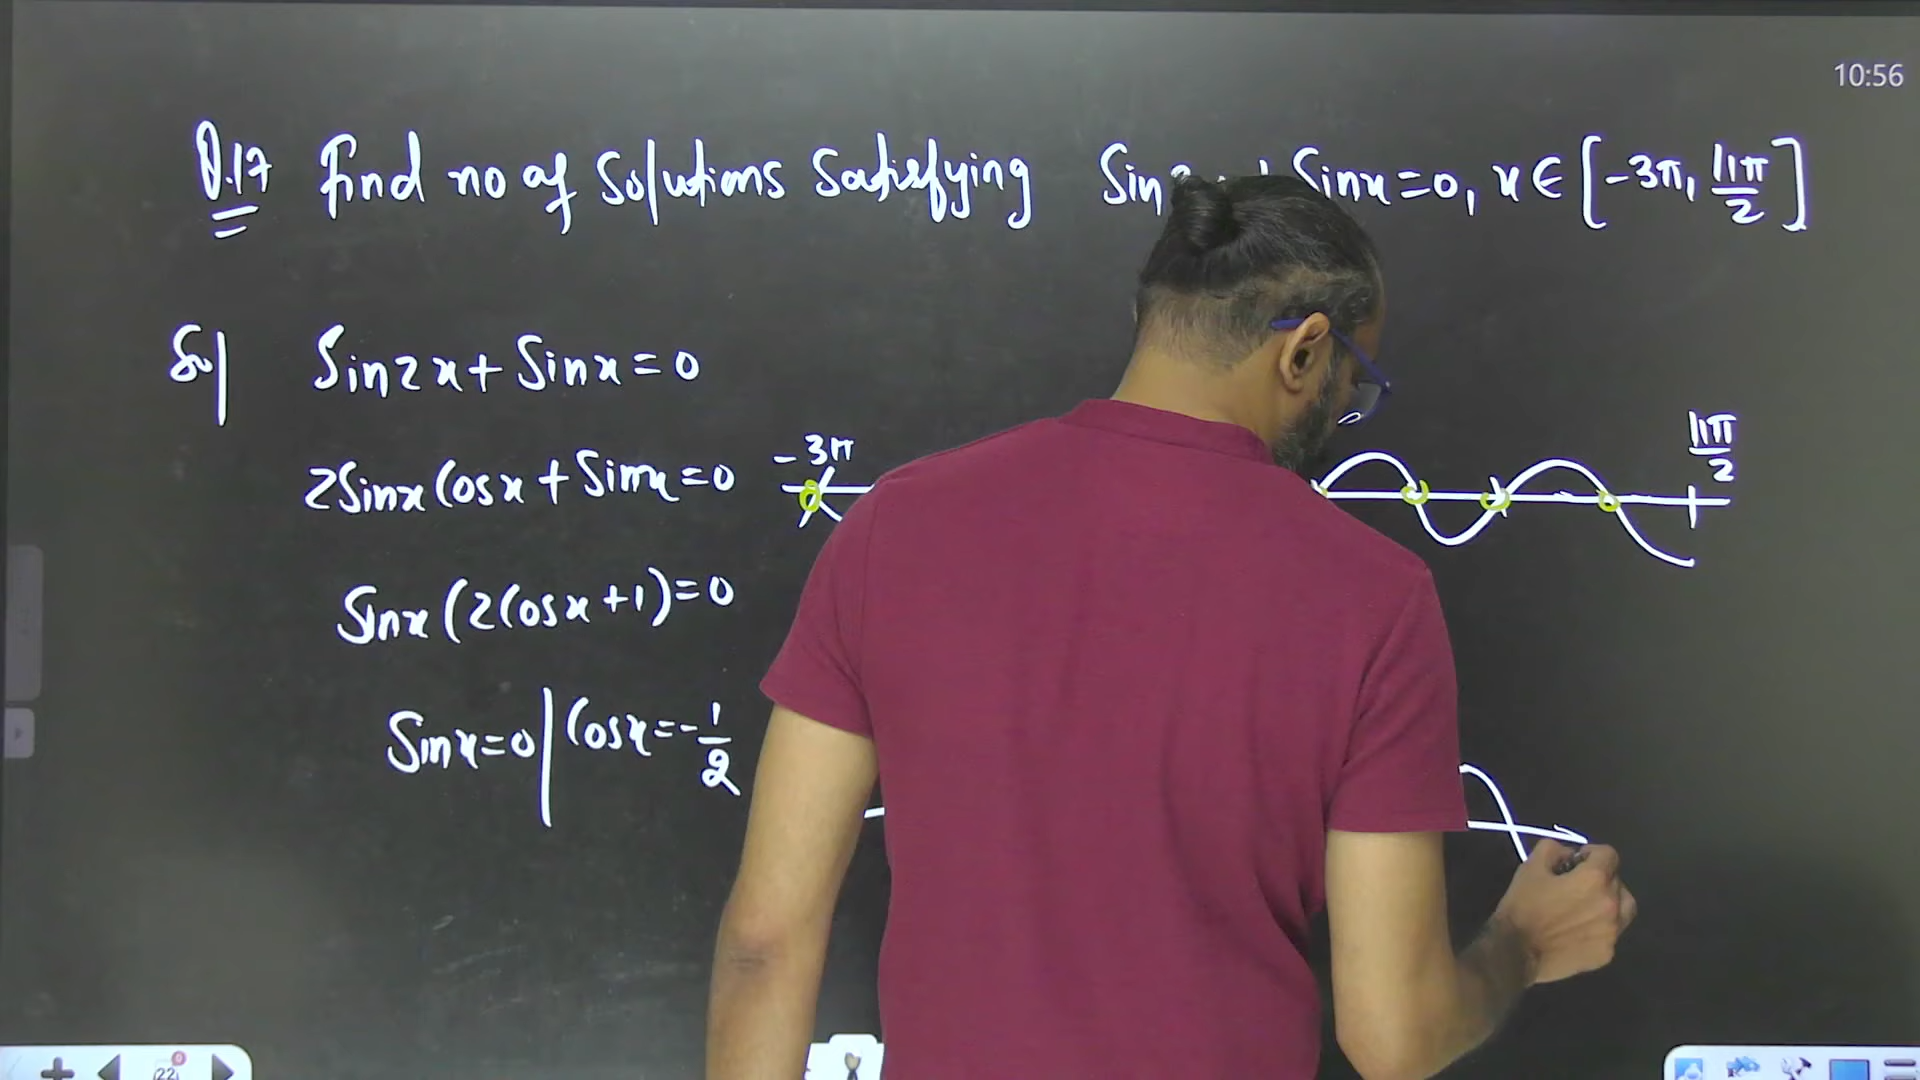 10:56
Q.17 Find no of Solutions Satisfying Sin Sinx=0, x∈[-3π, 11π/2]
Sol Sin2x+Sinx=0
2Sinx Cosx+Sinx=0
-3π
11π/2
Sinx(2Cosx+1)=0
Sinx=0 | Cosx=-1/2
(22)